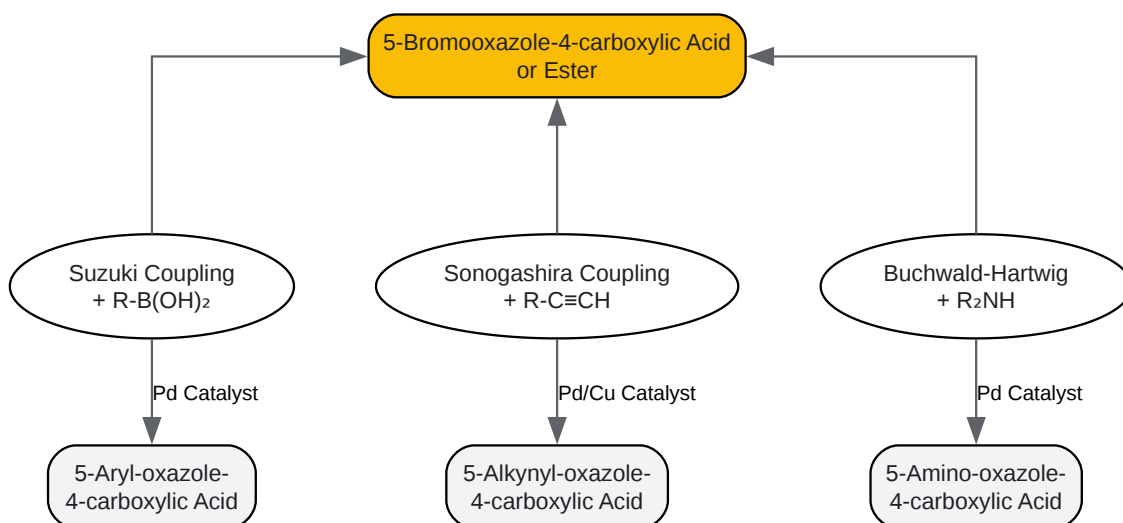 5-Bromooxazole-4-carboxylic Acid
or Ester
Suzuki Coupling
+ R-B(OH)₂
Sonogashira Coupling
+ R-C≡CH
Buchwald-Hartwig
+ R₂NH
Pd Catalyst
Pd/Cu Catalyst
Pd Catalyst
5-Aryl-oxazole-
4-carboxylic Acid
5-Alkynyl-oxazole-
4-carboxylic Acid
5-Amino-oxazole-
4-carboxylic Acid